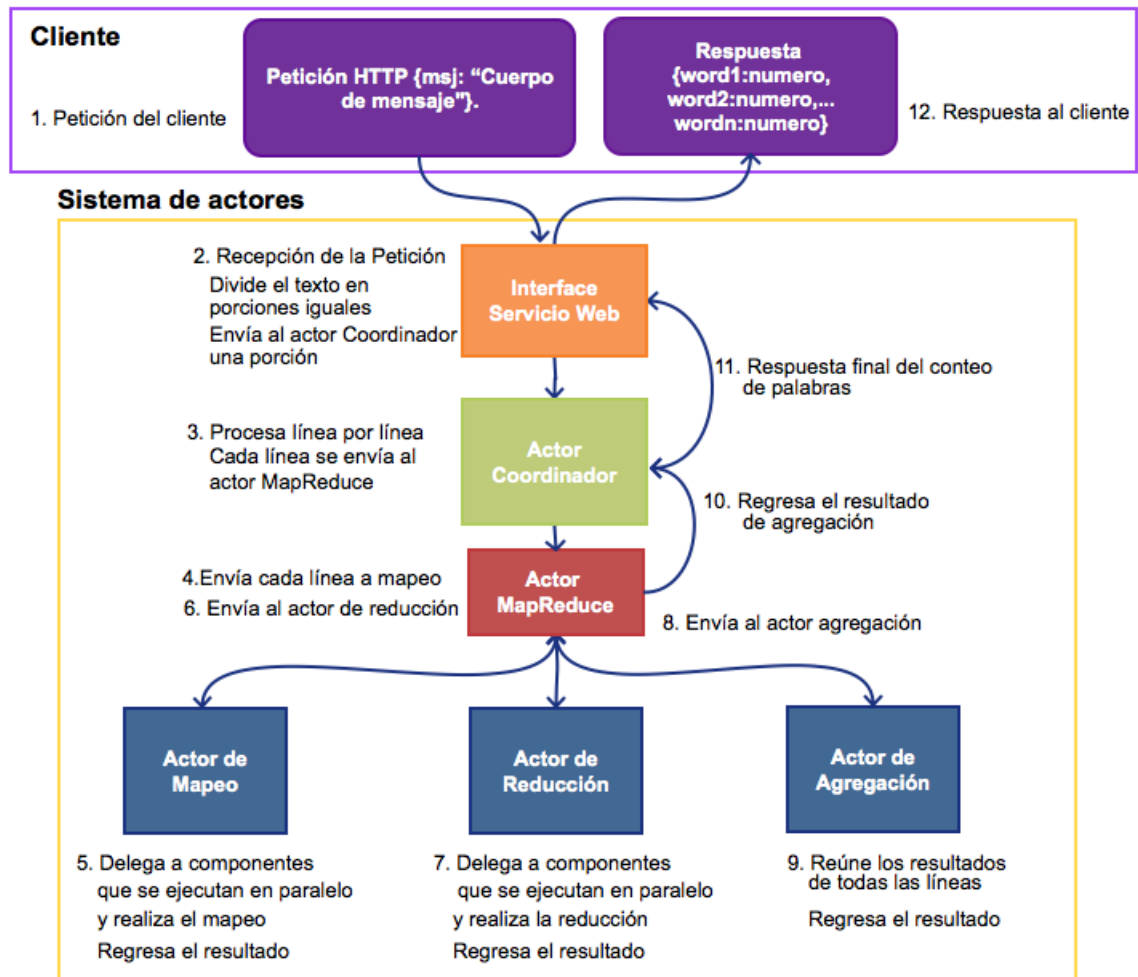 Cliente
Petición HTTP {msj: “Cuerpo
de mensaje"}.
Respuesta
{word1:numero,
word2:numero,...
wordn:numero}
1. Petición del cliente
12. Respuesta al cliente
Sistema de actores
2. Recepción de la Petición
Divide el texto en
porciones iguales
Envía al actor Coordinador
una porción
Interface
Servicio Web
11. Respuesta final del conteo
de palabras
3. Procesa línea por línea
Cada línea se envía al
actor MapReduce
Actor
Coordinador
10. Regresa el resultado
de agregación
4.Envía cada línea a mapeo
6. Envía al actor de reducción
Actor
MapReduce
8. Envía al actor agregación
Actor de
Mapeo
Actor de
Reducción
Actor de
Agregación
5. Delega a componentes
que se ejecutan en paralelo
y realiza el mapeo
Regresa el resultado
7. Delega a componentes
que se ejecutan en paralelo
y realiza la reducción
Regresa el resultado
9. Reúne los resultados
de todas las líneas
Regresa el resultado